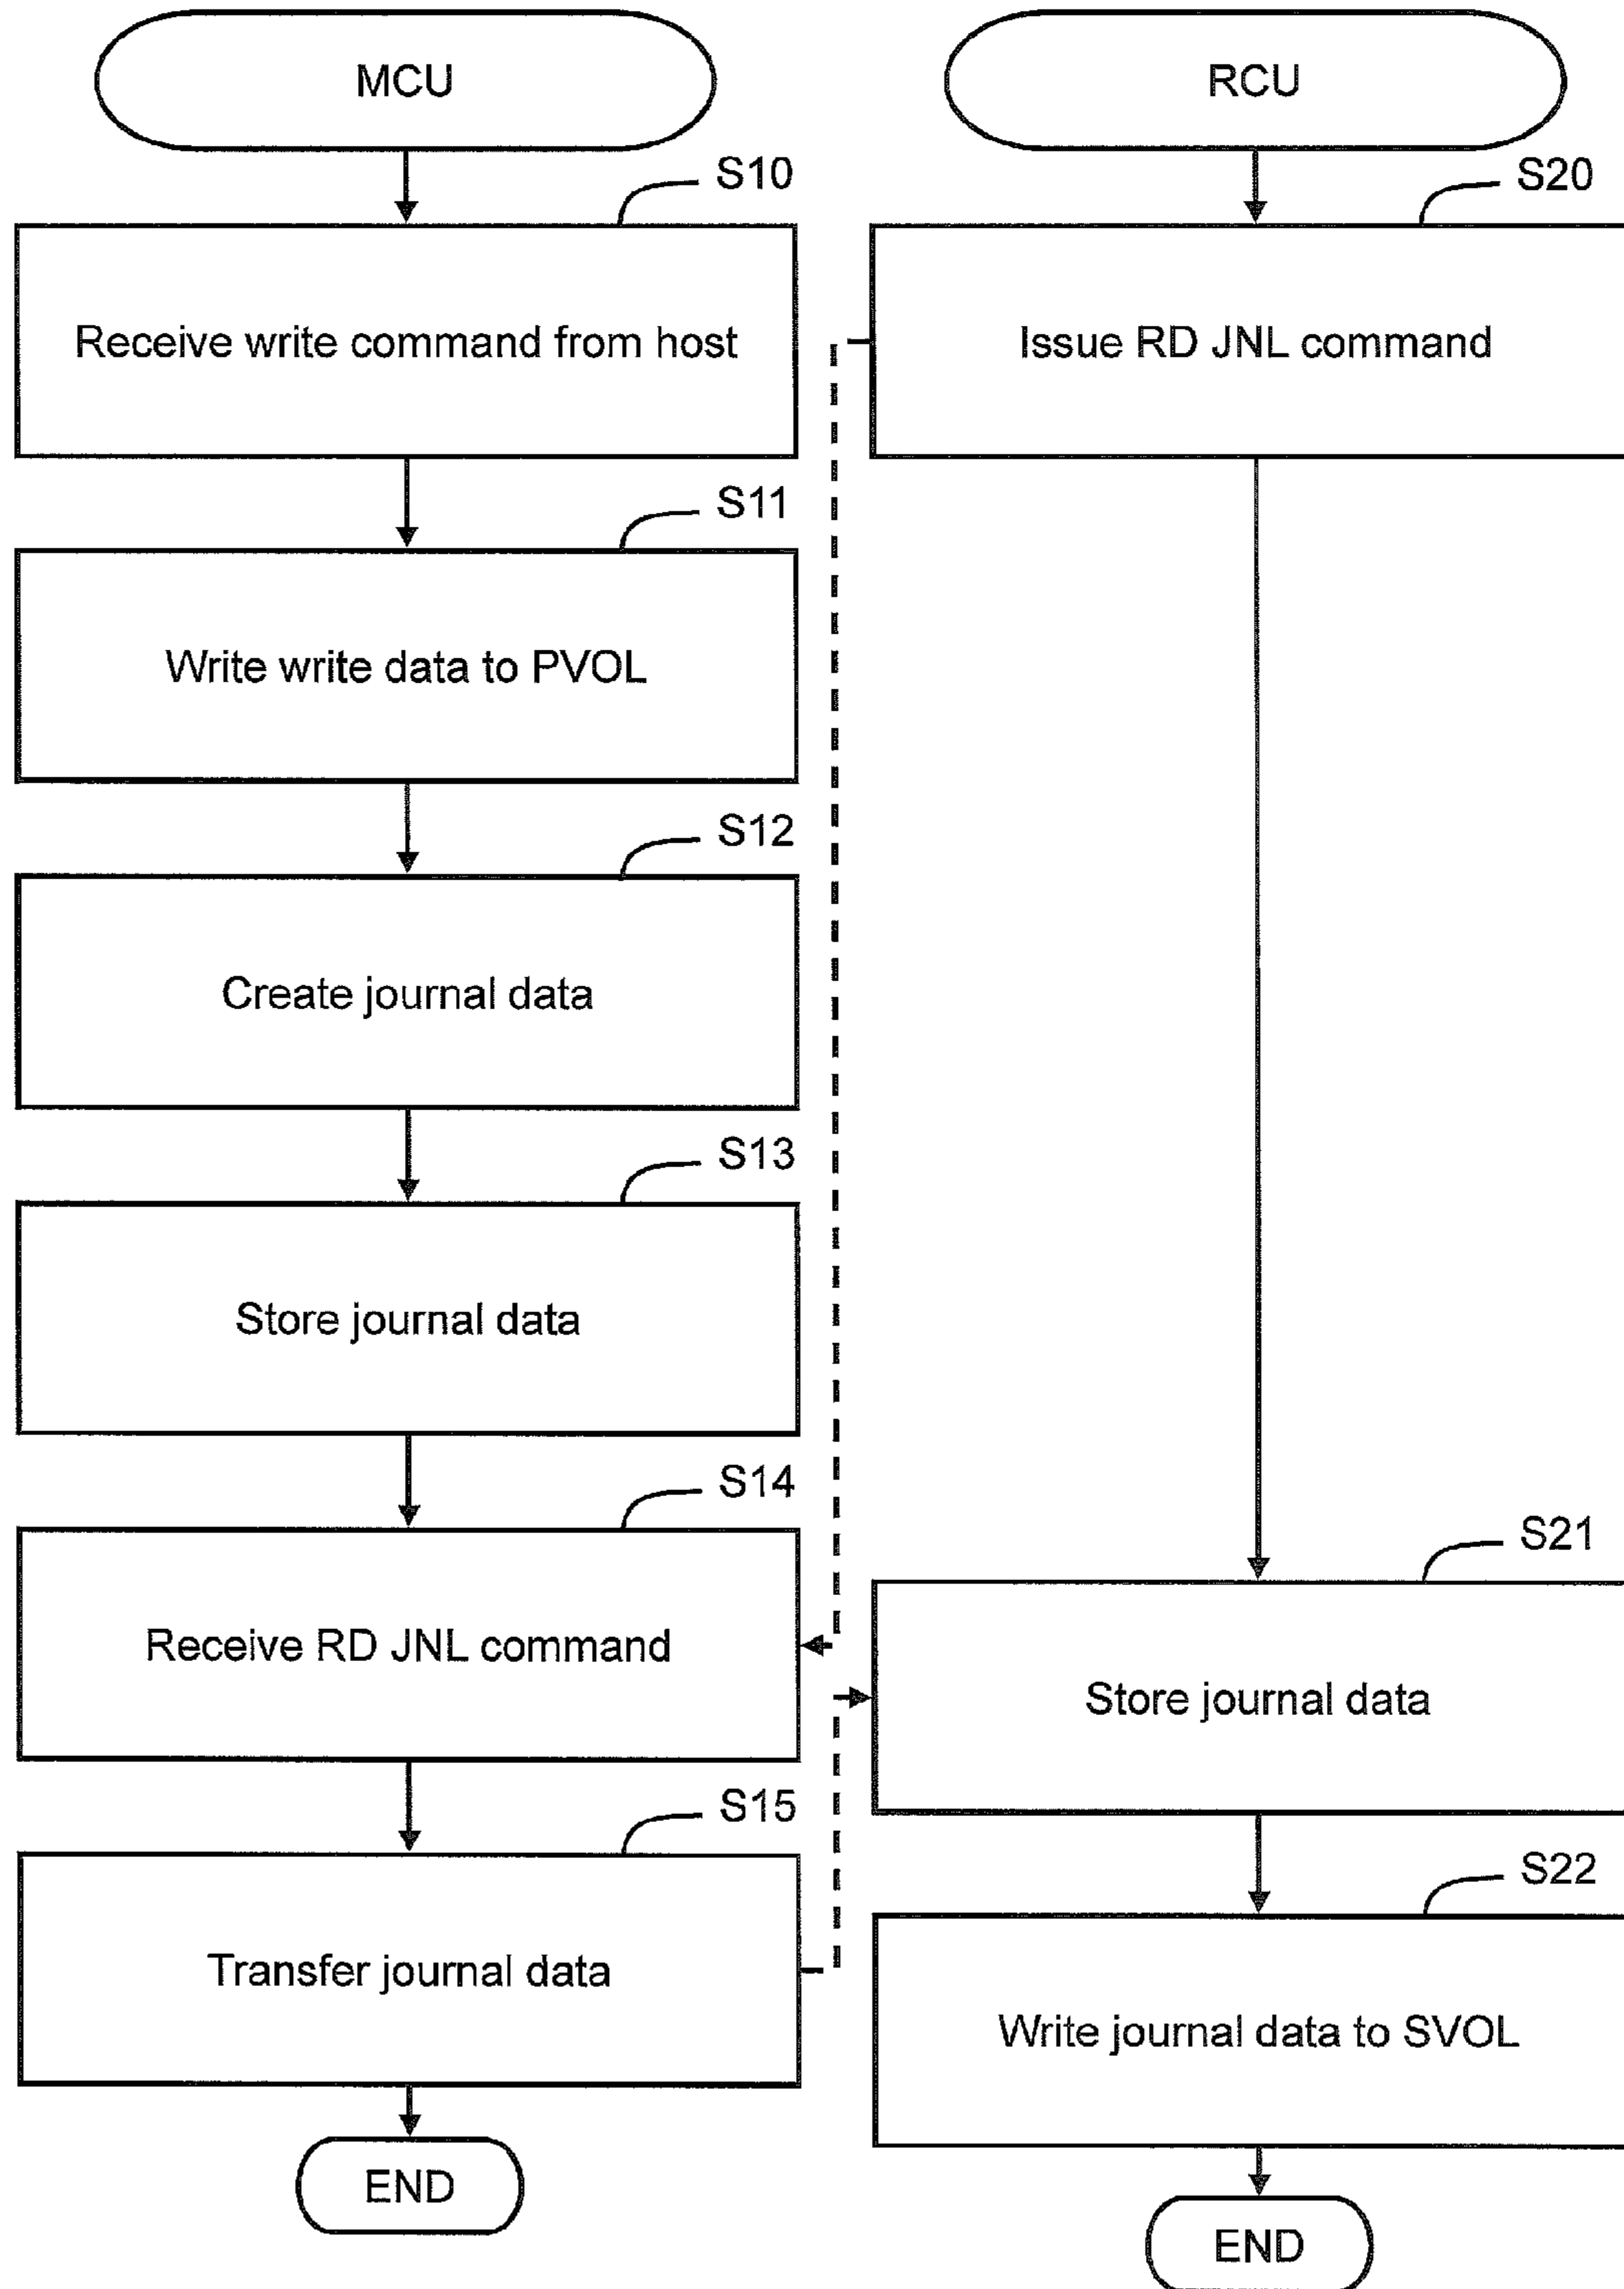 MCU
S10
Receive write command from host
S11
Write write data to PVOL
S12
Create journal data
S13
Store journal data
S14
Receive RD JNL command
S15
Transfer journal data
END
RCU
S20
Issue RD JNL command
S21
Store journal data
S22
Write journal data to SVOL
END